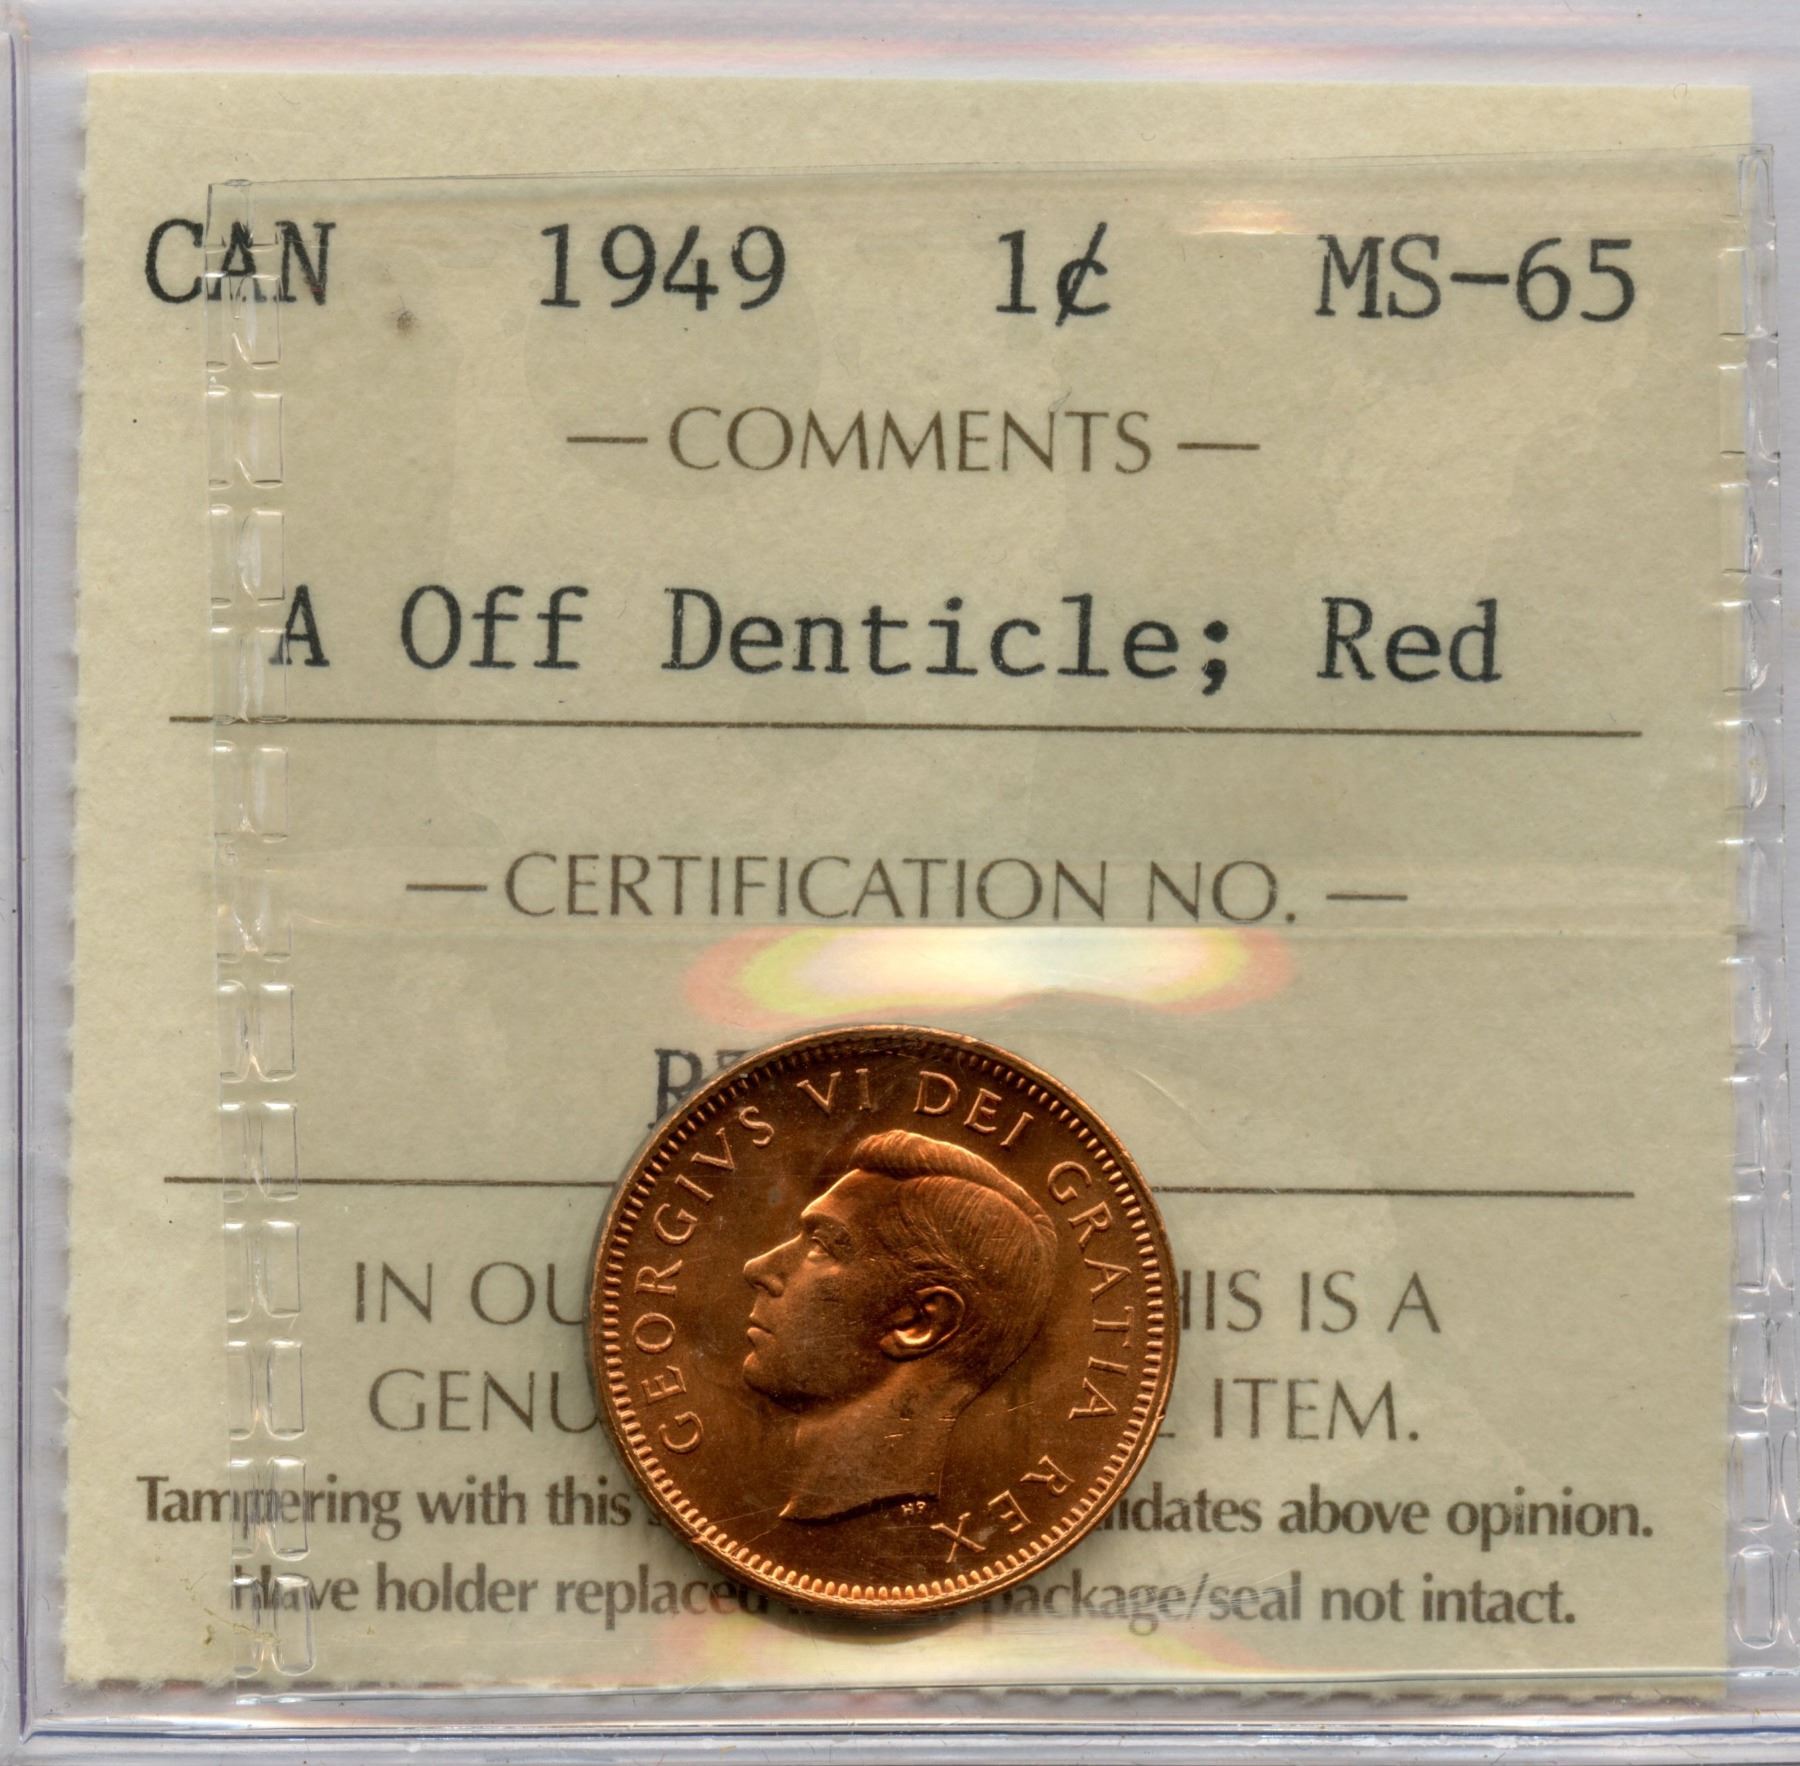 CAN 1949 1¢ MS-65
— COMMENTS —
A Off Denticle; Red
— CERTIFICATION NO. —
GEORGIVS VI DEI GRATIA REX
HP
IN OU HIS IS A
GENU ITEM.
Tampering with this idates above opinion.
Have holder replaced package/seal not intact.